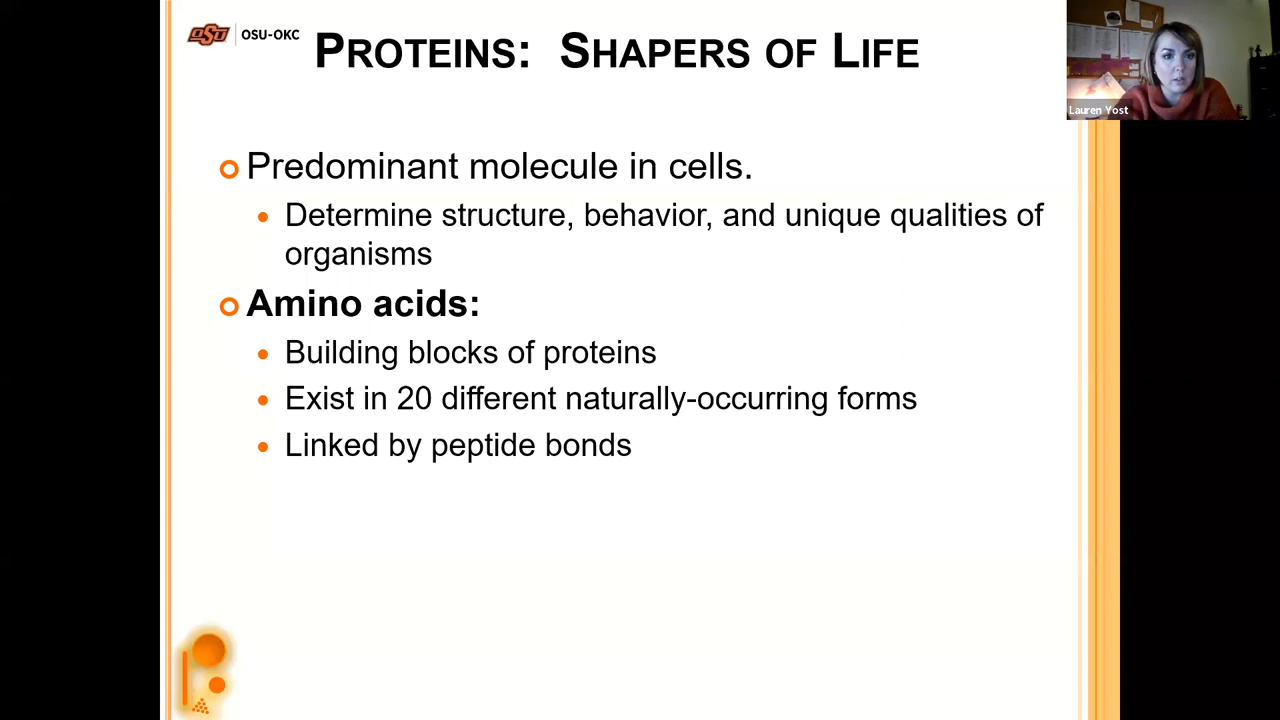 OSU
OSU-OKC
PROTEINS: SHAPERS OF LIFE
Lauren Yost
Predominant molecule in cells.
Determine structure, behavior, and unique qualities of
organisms
Amino acids:
Building blocks of proteins
Exist in 20 different naturally-occurring forms
Linked by peptide bonds